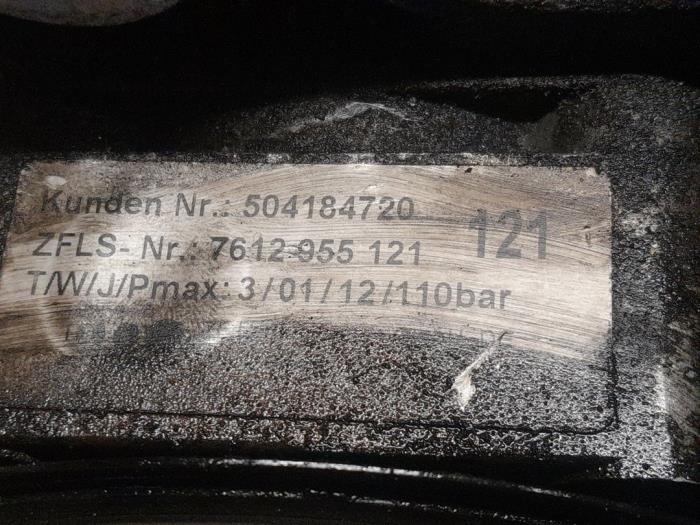 Kunden Nr.: 504184720
121
ZFLS- Nr.: 7612 955 121
T/W/J/Pmax: 3/01/12/110bar